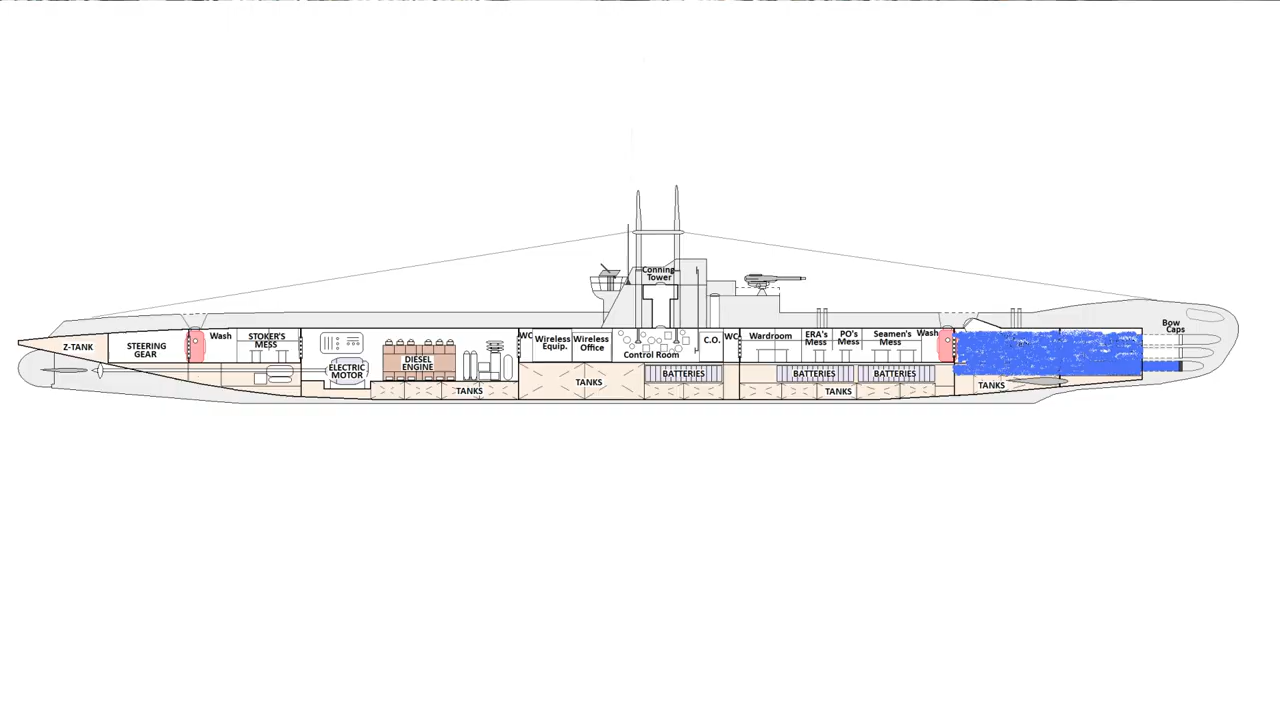 Conning
Tower
Bow
Caps
Z-TANK
STEERING
GEAR
Wash
STOKER'S
MESS
ELECTRIC
MOTOR
DIESEL
ENGINE
TANKS
WC
Wireless
Equip.
Wireless
Office
TANKS
Control Room
BATTERIES
C.O.
WC
Wardroom
ERA's
Mess
PO's
Mess
Seamen's
Mess
Wash
BATTERIES
BATTERIES
TANKS
TANKS